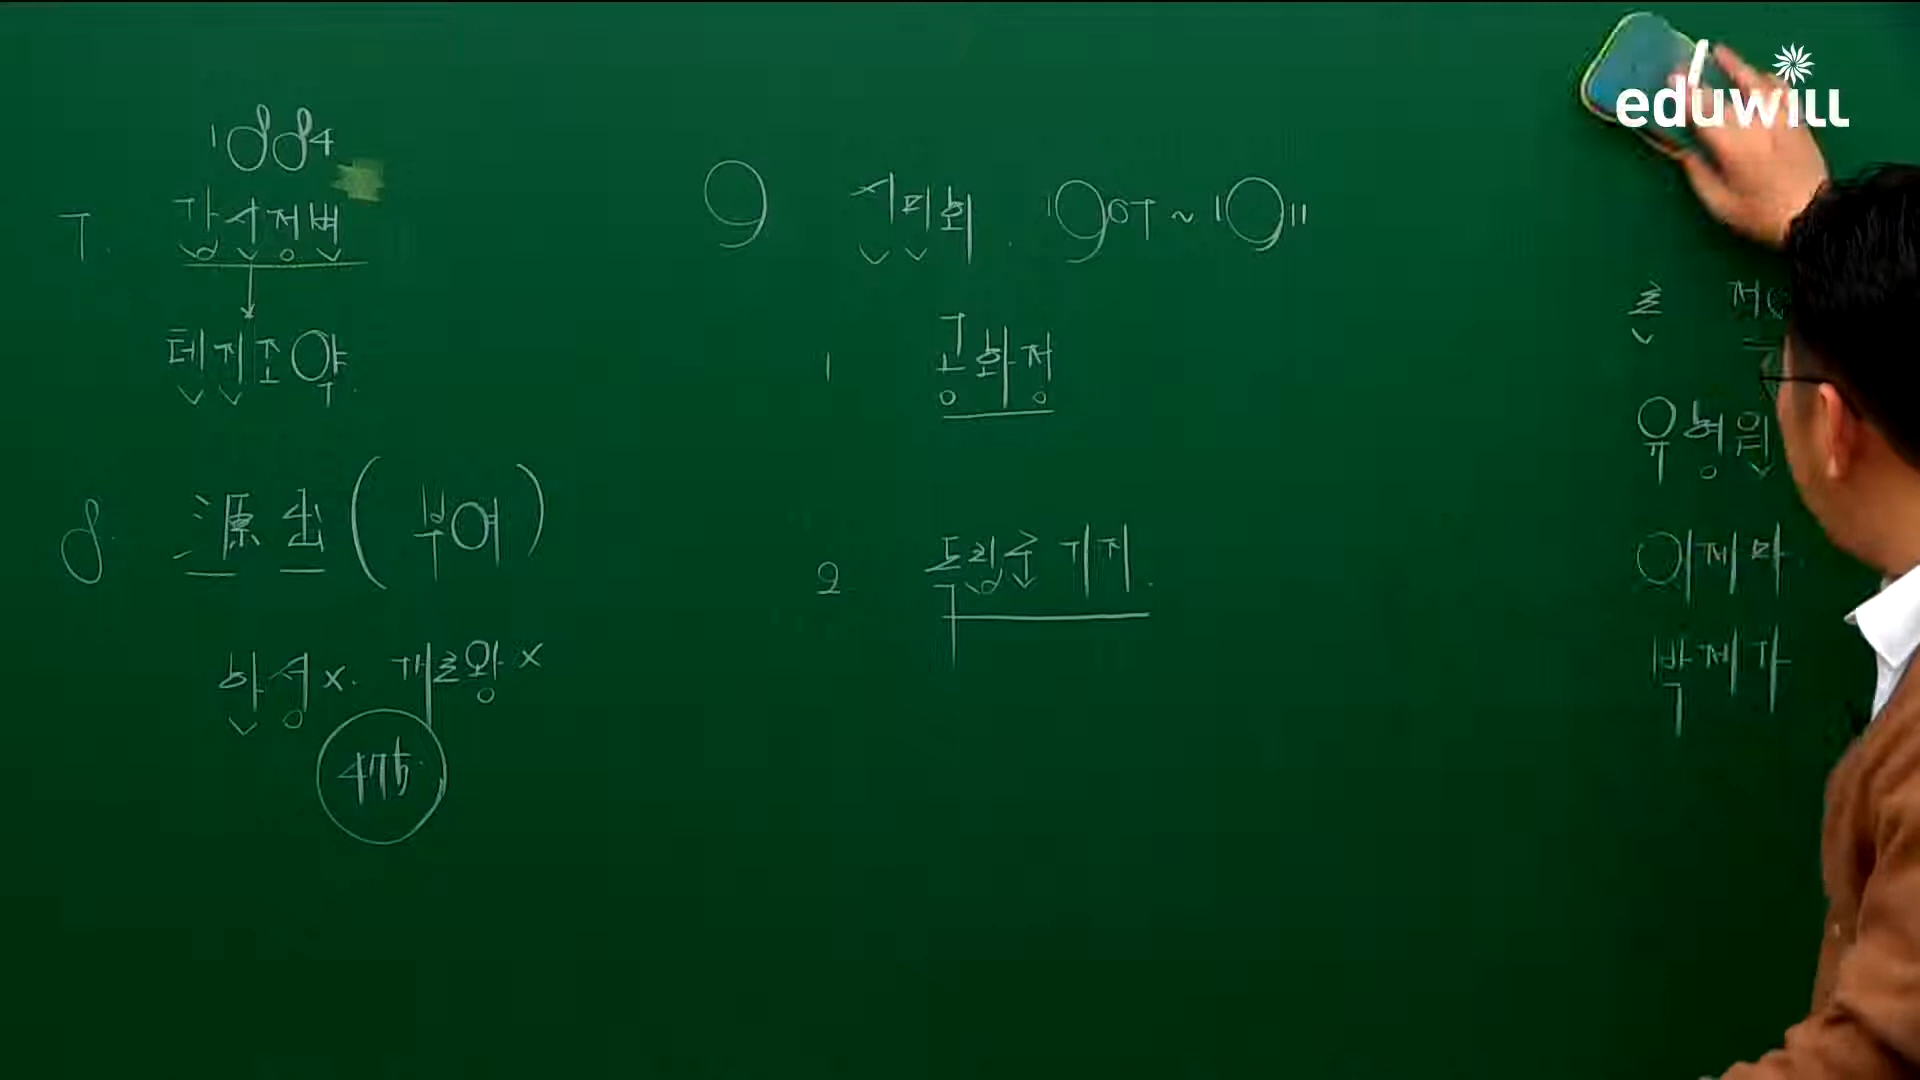 eduwill
1884
7. 갑신정변
텐진조약
8. 源出 (부여)
한성 x. 개로왕 x
475
9 신민회. 1907 ~ 1911
1 공화정
2 독립군 기지.
유형원
이제마
박제가